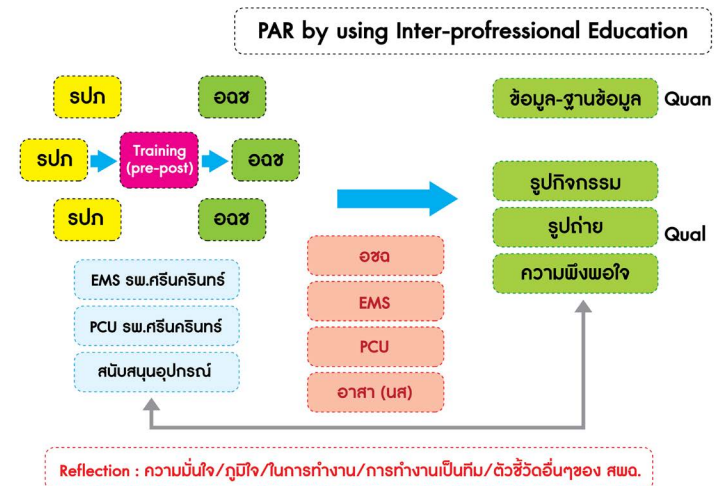 PAR by using Inter-profressional Education
รปภ
อฉช
ข้อมูล-ฐานข้อมูล
Quan
รปภ
Training
(pre-post)
อฉช
รปภ
อฉช
รูปกิจกรรม
รูปถ่าย
Qual
ความพึงพอใจ
EMS รพ.ศรีนครินทร์
PCU รพ.ศรีนครินทร์
สนับสนุนอุปกรณ์
อชฉ
EMS
PCU
อาสา (นส)
Reflection : ความมั่นใจ/ภูมิใจ/ในการทำงาน/การทำงานเป็นทีม/ตัวชี้วัดอื่นๆของ สพฉ.